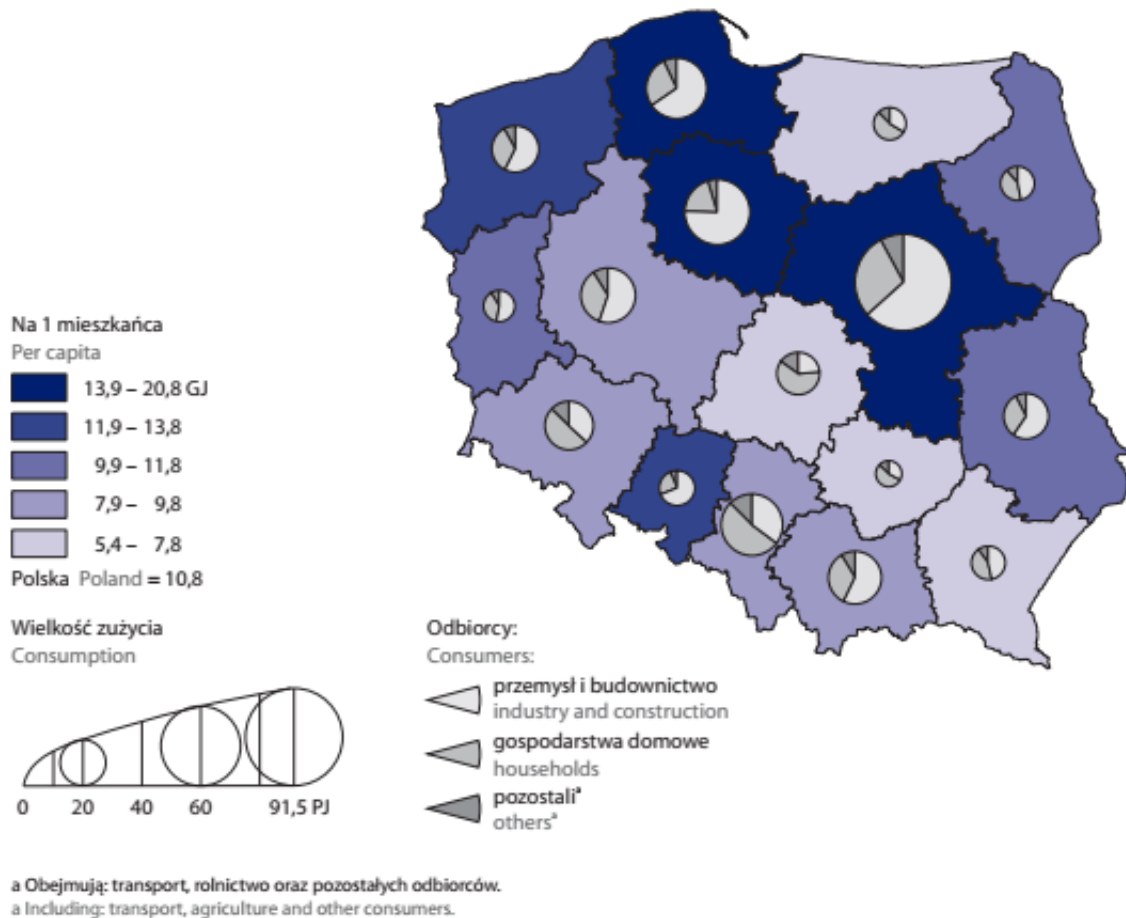 Na 1 mieszkańca
Per capita
13,9 – 20,8 GJ
11,9 – 13,8
9,9 – 11,8
7,9 – 9,8
5,4 – 7,8
Polska Poland = 10,8
Wielkość zużycia
Consumption
0 20 40 60 91,5 PJ
Odbiorcy:
Consumers:
przemysł i budownictwo
industry and construction
gospodarstwa domowe
households
pozostaliª
othersª
a Obejmują: transport, rolnictwo oraz pozostałych odbiorców.
a Including: transport, agriculture and other consumers.